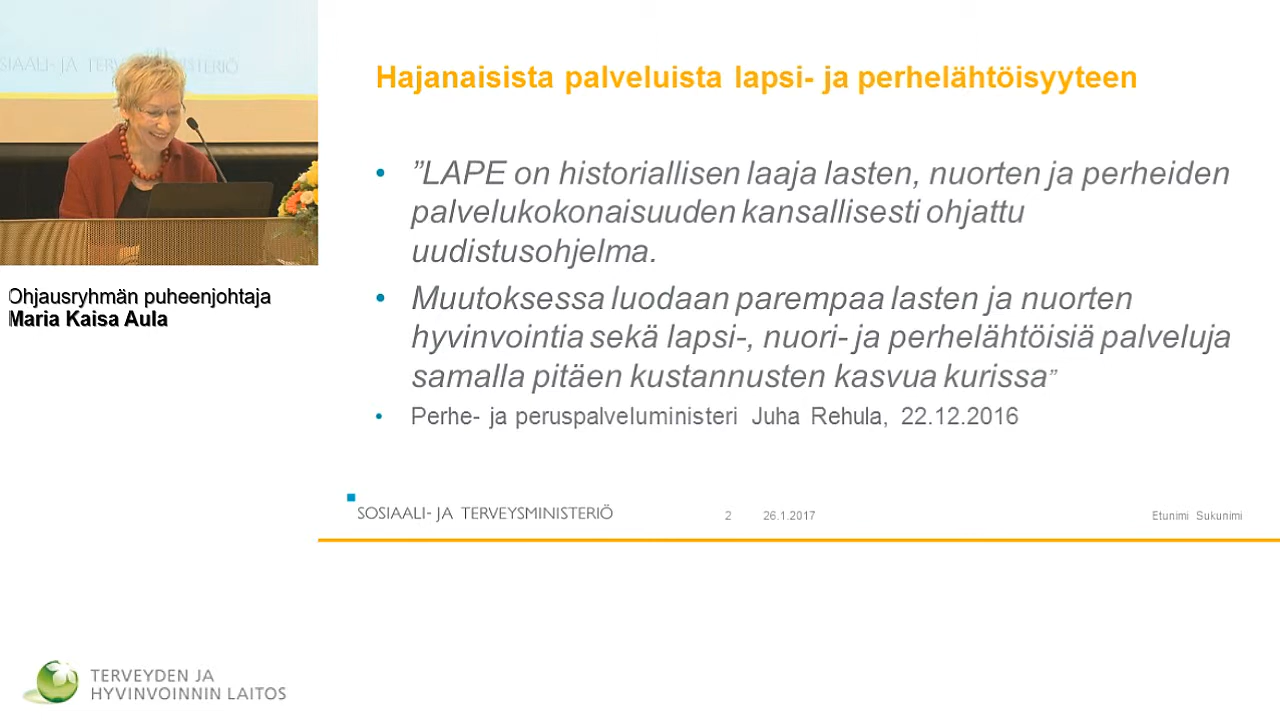 SIAALI- JA TERVEYSMINISTERIÖ
Ohjausryhmän puheenjohtaja
Maria Kaisa Aula
Hajanaisista palveluista lapsi- ja perhelähtöisyyteen
• ”LAPE on historiallisen laaja lasten, nuorten ja perheiden
palvelukokonaisuuden kansallisesti ohjattu
uudistusohjelma.
• Muutoksessa luodaan parempaa lasten ja nuorten
hyvinvointia sekä lapsi-, nuori- ja perhelähtöisiä palveluja
samalla pitäen kustannusten kasvua kurissa”
• Perhe- ja peruspalveluministeri Juha Rehula, 22.12.2016
SOSIAALI- JA TERVEYSMINISTERIÖ 2 26.1.2017 Etunimi Sukunimi
TERVEYDEN JA
HYVINVOINNIN LAITOS